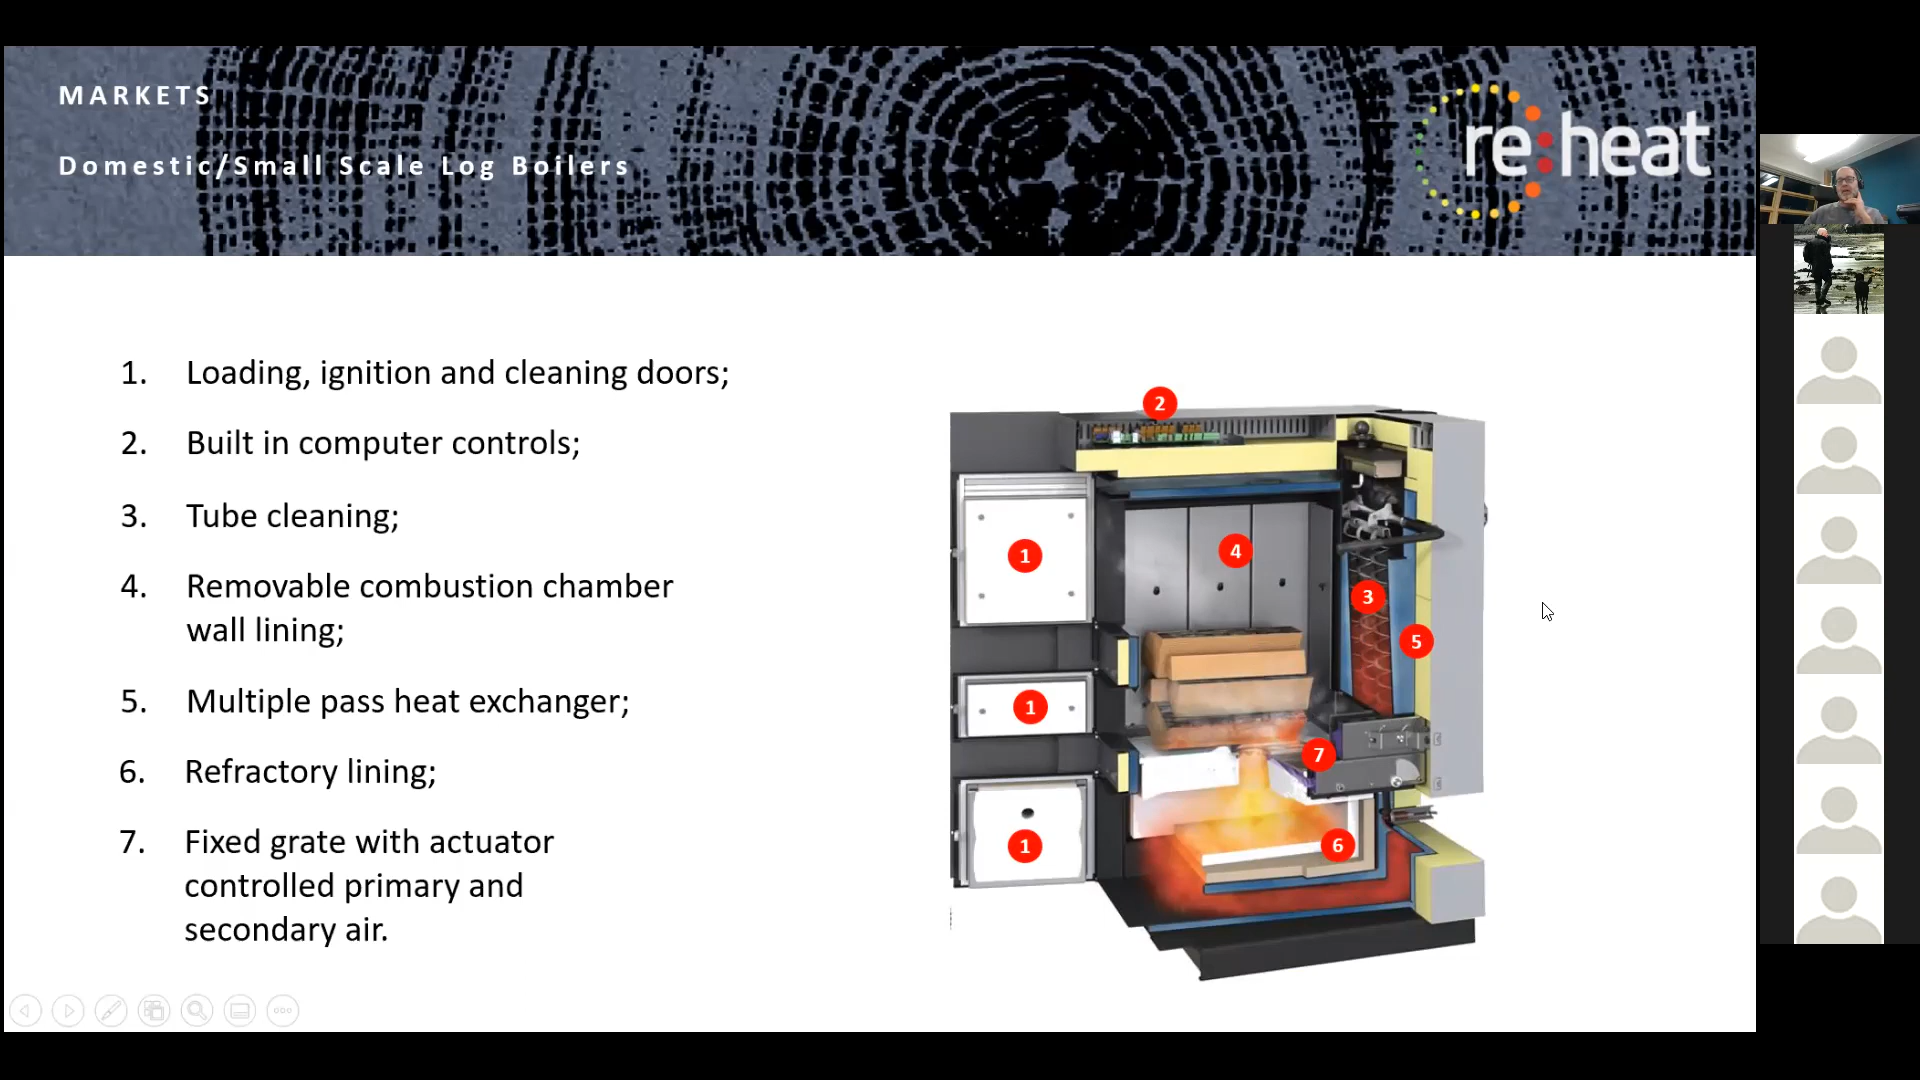 MARKETS
Domestic/Small Scale Log Boilers
re:heat
1. Loading, ignition and cleaning doors;
2. Built in computer controls;
3. Tube cleaning;
4. Removable combustion chamber
wall lining;
5. Multiple pass heat exchanger;
6. Refractory lining;
7. Fixed grate with actuator
controlled primary and
secondary air.
2
1
4
3
5
1
7
1
6